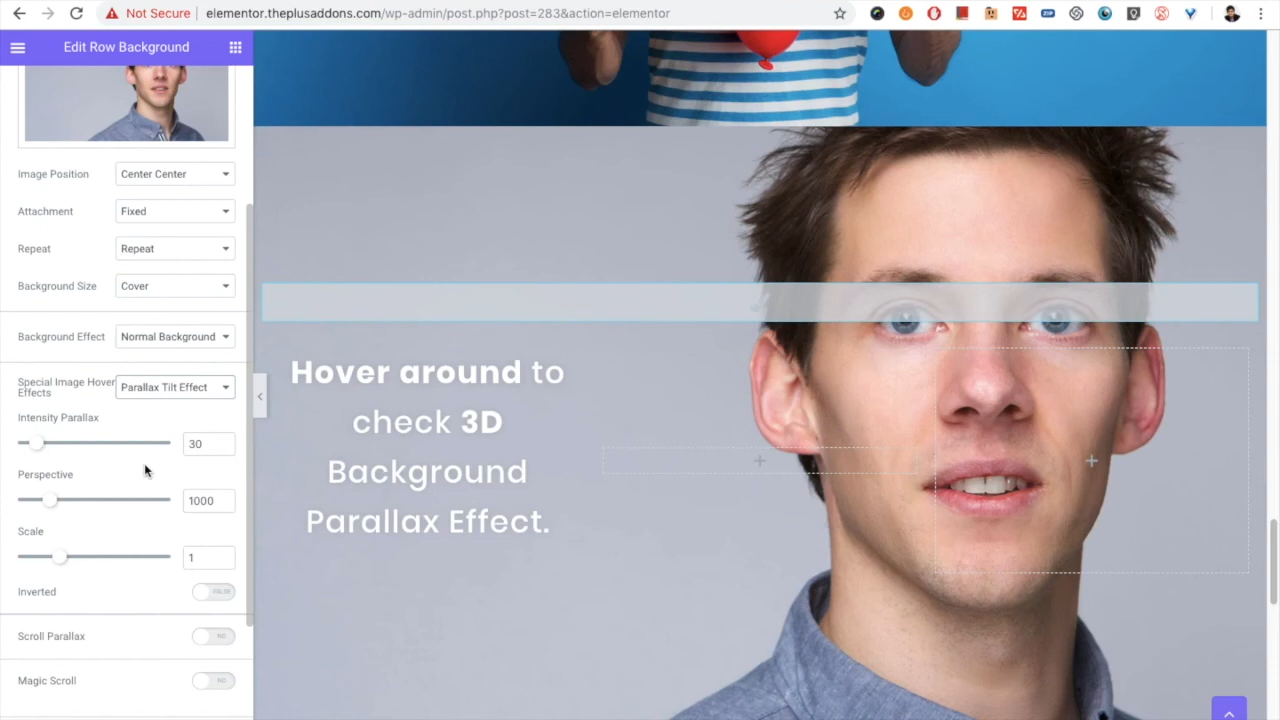 Not Secure
elementor.theplusaddons.com/wp-admin/post.php?post=283&action=elementor
ZIP
Edit Row Background
Image Position
Center Center
Attachment
Fixed
Repeat
Repeat
Background Size
Cover
Background Effect
Normal Background
Special Image Hover
Effects
Parallax Tilt Effect
Intensity Parallax
30
Perspective
1000
Scale
1
Inverted
FALSE
Scroll Parallax
NO
Magic Scroll
NO
Hover around to
check 3D
Background
Parallax Effect.